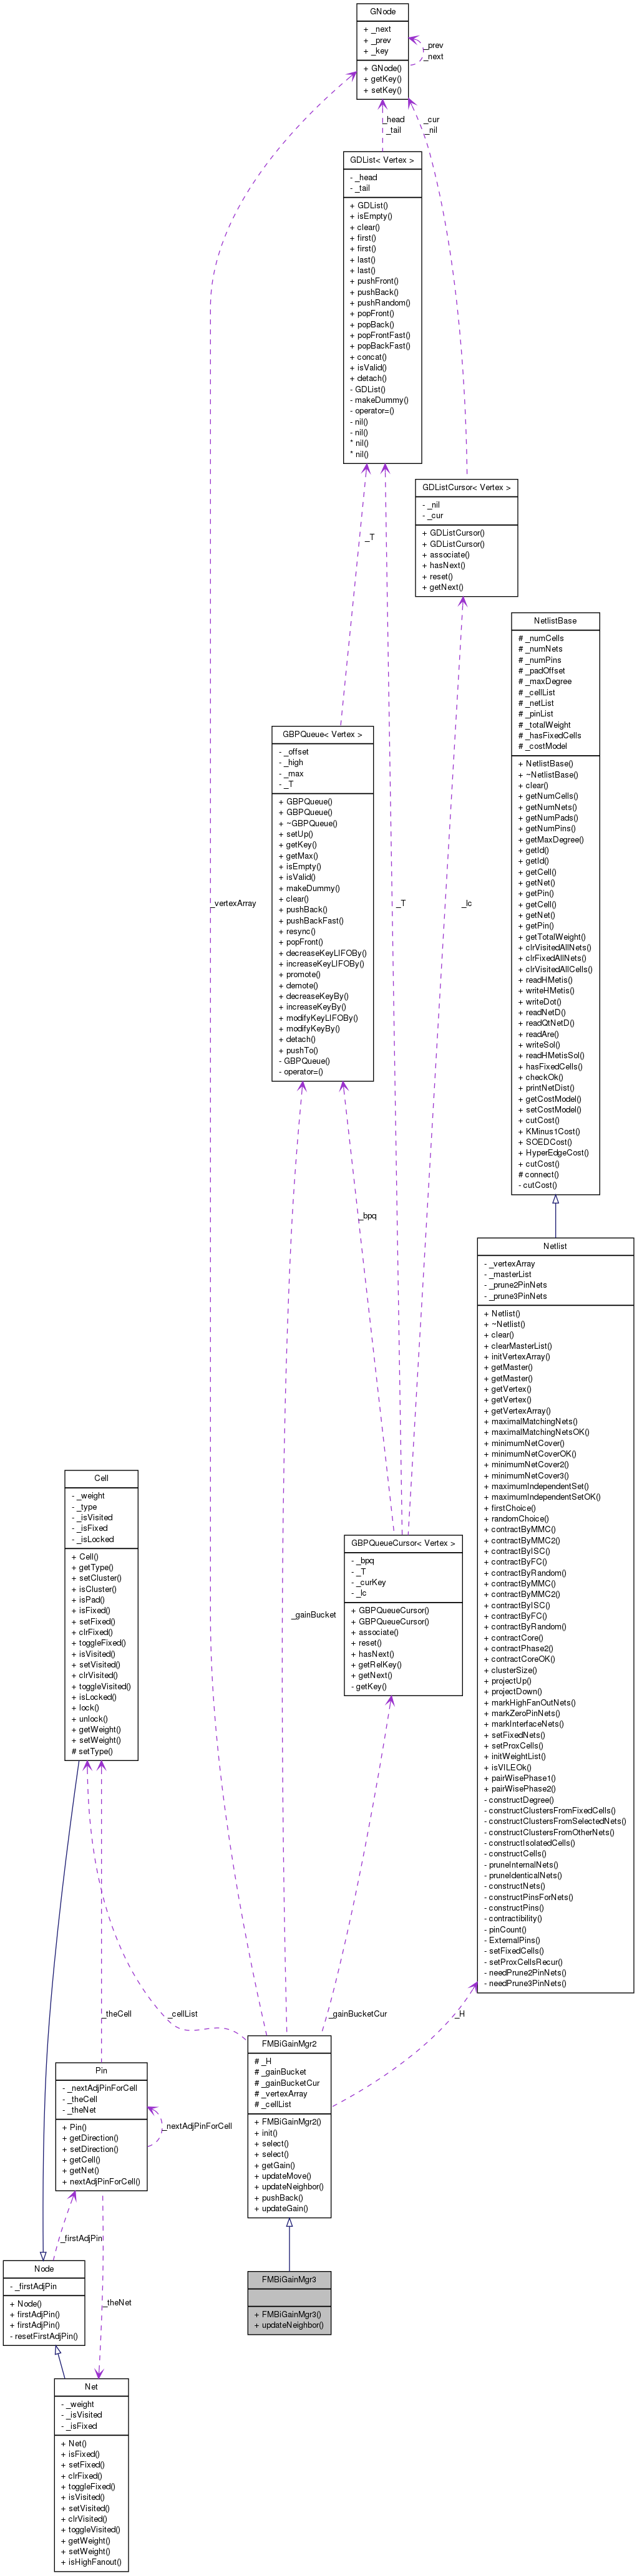 GNode
+ _next
+ _prev
+ _key
+ GNode()
+ getKey()
+ setKey()
_prev
_next
_head
_tail
_cur
_nil
GDList< Vertex >
- _head
- _tail
+ GDList()
+ isEmpty()
+ clear()
+ first()
+ first()
+ last()
+ last()
+ pushFront()
+ pushBack()
+ pushRandom()
+ popFront()
+ popBack()
+ popFrontFast()
+ popBackFast()
+ concat()
+ isValid()
+ detach()
- GDList()
- makeDummy()
- operator=()
- nil()
- nil()
* nil()
* nil()
GDListCursor< Vertex >
- _nil
- _cur
+ GDListCursor()
+ GDListCursor()
+ associate()
+ hasNext()
+ reset()
+ getNext()
_T
NetlistBase
# _numCells
# _numNets
# _numPins
# _padOffset
# _maxDegree
# _cellList
# _netList
# _pinList
# _totalWeight
# _hasFixedCells
# _costModel
+ NetlistBase()
+ ~NetlistBase()
+ clear()
+ getNumCells()
+ getNumNets()
+ getNumPads()
+ getNumPins()
+ getMaxDegree()
+ getId()
+ getId()
+ getCell()
+ getNet()
+ getPin()
+ getCell()
+ getNet()
+ getPin()
+ getTotalWeight()
+ clrVisitedAllNets()
+ clrFixedAllNets()
+ clrVisitedAllCells()
+ readHMetis()
+ writeHMetis()
+ writeDot()
+ readNetD()
+ readQtNetD()
+ readAre()
+ writeSol()
+ readHMetisSol()
+ hasFixedCells()
+ checkOk()
+ printNetDist()
+ getCostModel()
+ setCostModel()
+ cutCost()
+ KMinus1Cost()
+ SOEDCost()
+ HyperEdgeCost()
+ cutCost()
# connect()
- cutCost()
GBPQueue< Vertex >
- _offset
- _high
- _max
- _T
+ GBPQueue()
+ GBPQueue()
+ ~GBPQueue()
+ setUp()
+ getKey()
+ getMax()
+ isEmpty()
+ isValid()
+ makeDummy()
+ clear()
+ pushBack()
+ pushBackFast()
+ resync()
+ popFront()
+ decreaseKeyLIFOBy()
+ increaseKeyLIFOBy()
+ promote()
+ demote()
+ decreaseKeyBy()
+ increaseKeyBy()
+ modifyKeyLIFOBy()
+ modifyKeyBy()
+ detach()
+ pushTo()
- GBPQueue()
- operator=()
_vertexArray
_T
_lc
_bpq
Netlist
- _vertexArray
- _masterList
- _prune2PinNets
- _prune3PinNets
+ Netlist()
+ ~Netlist()
+ clear()
+ clearMasterList()
+ initVertexArray()
+ getMaster()
+ getMaster()
+ getVertex()
+ getVertex()
+ getVertexArray()
+ maximalMatchingNets()
+ maximalMatchingNetsOK()
+ minimumNetCover()
+ minimumNetCoverOK()
+ minimumNetCover2()
+ minimumNetCover3()
+ maximumIndependentSet()
+ maximumIndependentSetOK()
+ firstChoice()
+ randomChoice()
+ contractByMMC()
+ contractByMMC2()
+ contractByISC()
+ contractByFC()
+ contractByRandom()
+ contractByMMC()
+ contractByMMC2()
+ contractByISC()
+ contractByFC()
+ contractByRandom()
+ contractCore()
+ contractPhase2()
+ contractCoreOK()
+ clusterSize()
+ projectUp()
+ projectDown()
+ markHighFanOutNets()
+ markZeroPinNets()
+ markInterfaceNets()
+ setFixedNets()
+ setProxCells()
+ initWeightList()
+ isVILEOk()
+ pairWisePhase1()
+ pairWisePhase2()
- constructDegree()
- constructClustersFromFixedCells()
- constructClustersFromSelectedNets()
- constructClustersFromOtherNets()
- constructIsolatedCells()
- constructCells()
- pruneInternalNets()
- pruneIdenticalNets()
- constructNets()
- constructPinsForNets()
- constructPins()
- contractibility()
- pinCount()
- ExternalPins()
- setFixedCells()
- setProxCellsRecur()
- needPrune2PinNets()
- needPrune3PinNets()
Cell
- _weight
- _type
- _isVisited
- _isFixed
- _isLocked
+ Cell()
+ getType()
+ setCluster()
+ isCluster()
+ isPad()
+ isFixed()
+ setFixed()
+ clrFixed()
+ toggleFixed()
+ isVisited()
+ setVisited()
+ clrVisited()
+ toggleVisited()
+ isLocked()
+ lock()
+ unlock()
+ getWeight()
+ setWeight()
# setType()
GBPQueueCursor< Vertex >
- _bpq
- _T
- _curKey
- _lc
+ GBPQueueCursor()
+ GBPQueueCursor()
+ associate()
+ reset()
+ hasNext()
+ getRelKey()
+ getNext()
- getKey()
_gainBucket
_theCell
_cellList
_gainBucketCur
_H
FMBiGainMgr2
# _H
# _gainBucket
# _gainBucketCur
# _vertexArray
# _cellList
+ FMBiGainMgr2()
+ init()
+ select()
+ select()
+ getGain()
+ updateMove()
+ updateNeighbor()
+ pushBack()
+ updateGain()
Pin
- _nextAdjPinForCell
- _theCell
- _theNet
+ Pin()
+ getDirection()
+ setDirection()
+ getCell()
+ getNet()
+ nextAdjPinForCell()
_nextAdjPinForCell
_firstAdjPin
Node
- _firstAdjPin
+ Node()
+ firstAdjPin()
+ firstAdjPin()
- resetFirstAdjPin()
_theNet
FMBiGainMgr3
+ FMBiGainMgr3()
+ updateNeighbor()
Net
- _weight
- _isVisited
- _isFixed
+ Net()
+ isFixed()
+ setFixed()
+ clrFixed()
+ toggleFixed()
+ isVisited()
+ setVisited()
+ clrVisited()
+ toggleVisited()
+ getWeight()
+ setWeight()
+ isHighFanout()